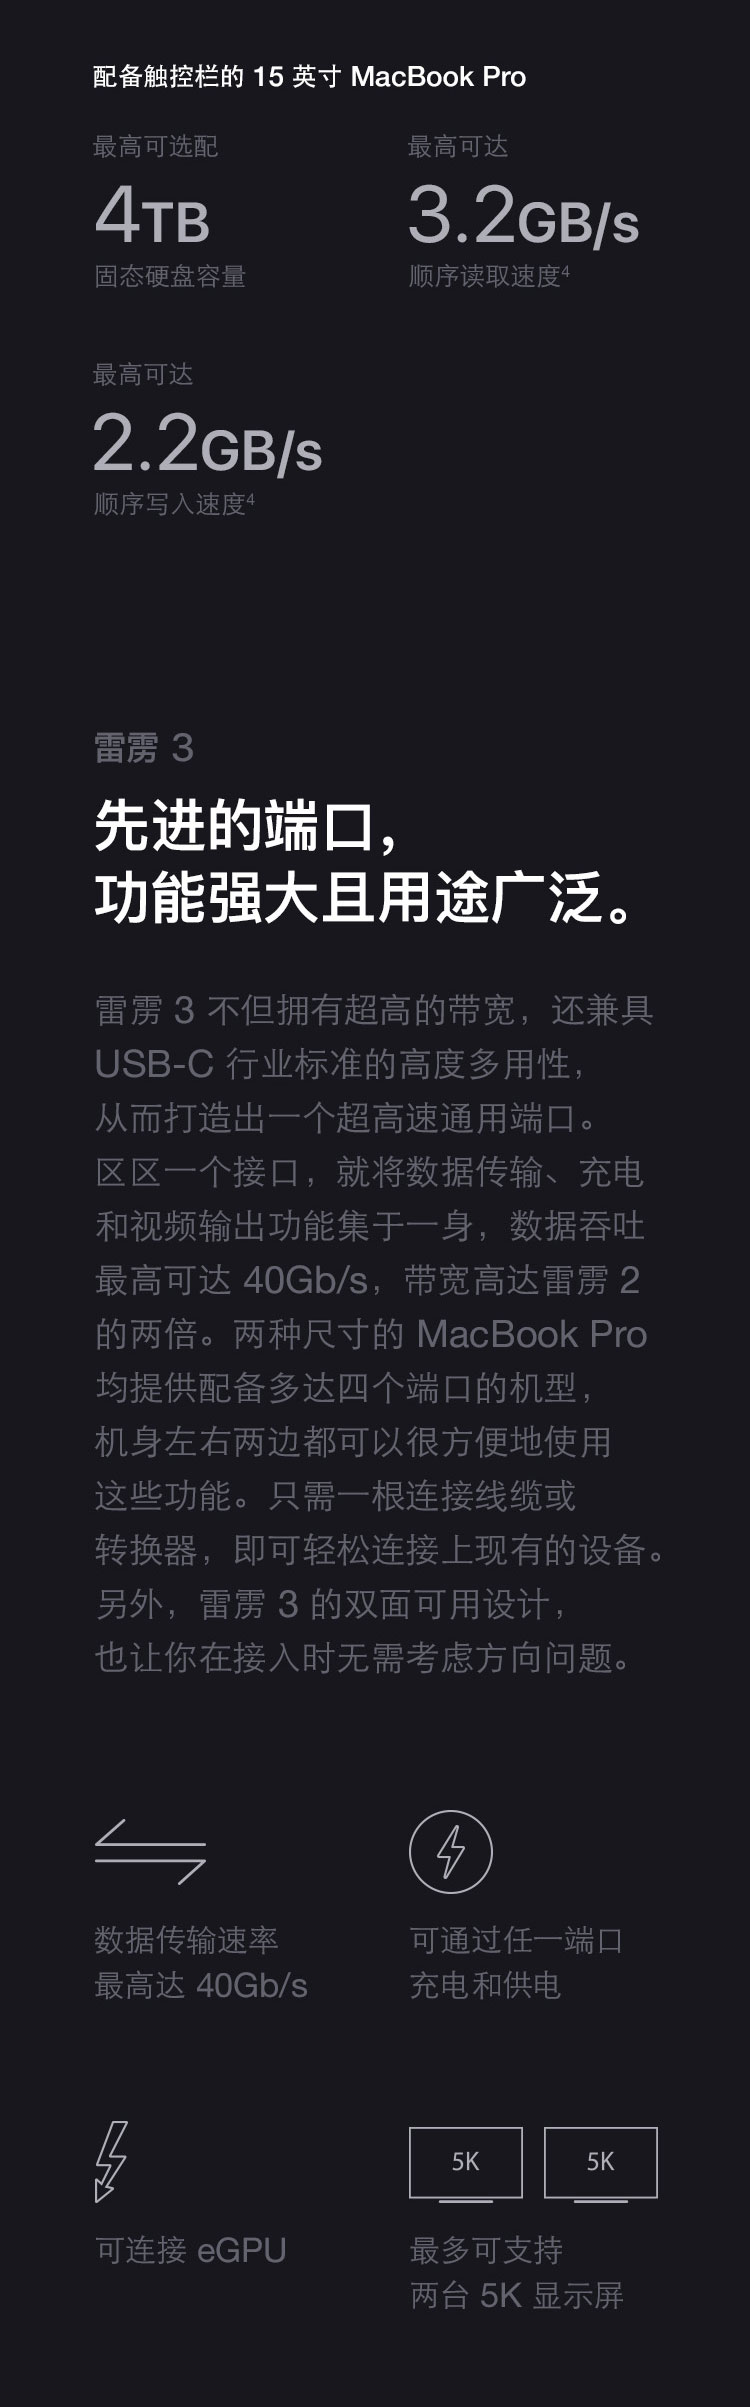 配备触控栏的 15 英寸 MacBook Pro
最高可选配
4TB
固态硬盘容量
最高可达
3.2GB/s
顺序读取速度4
最高可达
2.2GB/s
顺序写入速度4
雷雳 3
先进的端口，
功能强大且用途广泛。
雷雳 3 不但拥有超高的带宽，还兼具
USB-C 行业标准的高度多用性，
从而打造出一个超高速通用端口。
区区一个接口，就将数据传输、充电
和视频输出功能集于一身，数据吞吐
最高可达 40Gb/s，带宽高达雷雳 2
的两倍。两种尺寸的 MacBook Pro
均提供配备多达四个端口的机型，
机身左右两边都可以很方便地使用
这些功能。只需一根连接线缆或
转换器，即可轻松连接上现有的设备。
另外，雷雳 3 的双面可用设计，
也让你在接入时无需考虑方向问题。
数据传输速率
最高达 40Gb/s
可通过任一端口
充电和供电
可连接 eGPU
5K
5K
最多可支持
两台 5K 显示屏